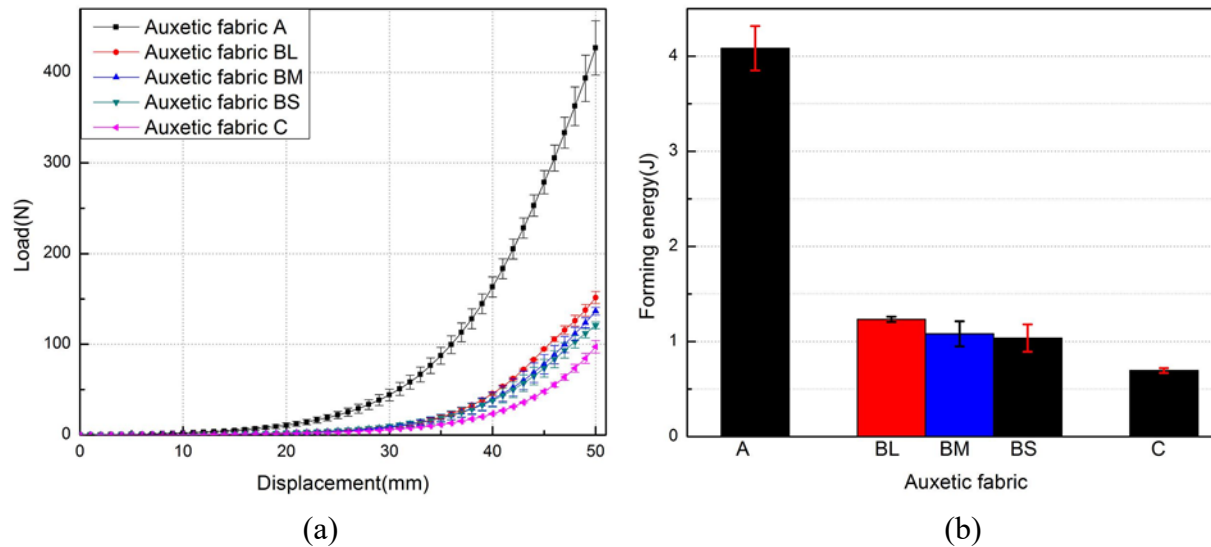 Auxetic fabric A
Auxetic fabric BL
Auxetic fabric BM
Auxetic fabric BS
Auxetic fabric C
Load(N)
400
300
200
100
0
0 10 20 30 40 50
Displacement(mm)
(a)
Forming energy(J)
4
3
2
1
0
A BL BM BS C
Auxetic fabric
(b)